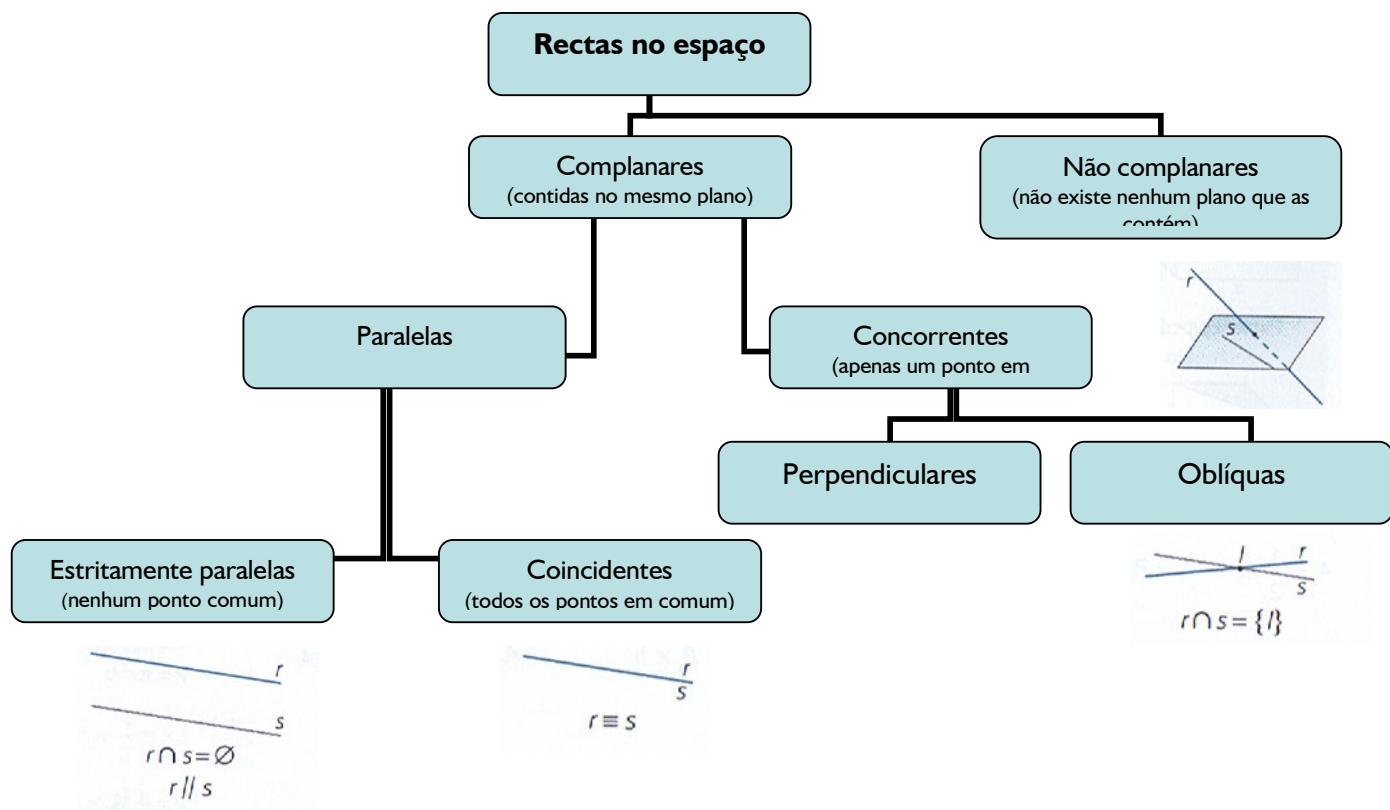 Rectas no espaço
Complanares
(contidas no mesmo plano)
Não complanares
(não existe nenhum plano que as
contém)
r
s
Paralelas
Concorrentes
(apenas um ponto em
Perpendiculares
Oblíquas
I
r
s
r ∩ s = {I}
Estritamente paralelas
(nenhum ponto comum)
Coincidentes
(todos os pontos em comum)
r
s
r ∩ s = ∅
r // s
r
s
r ≡ s